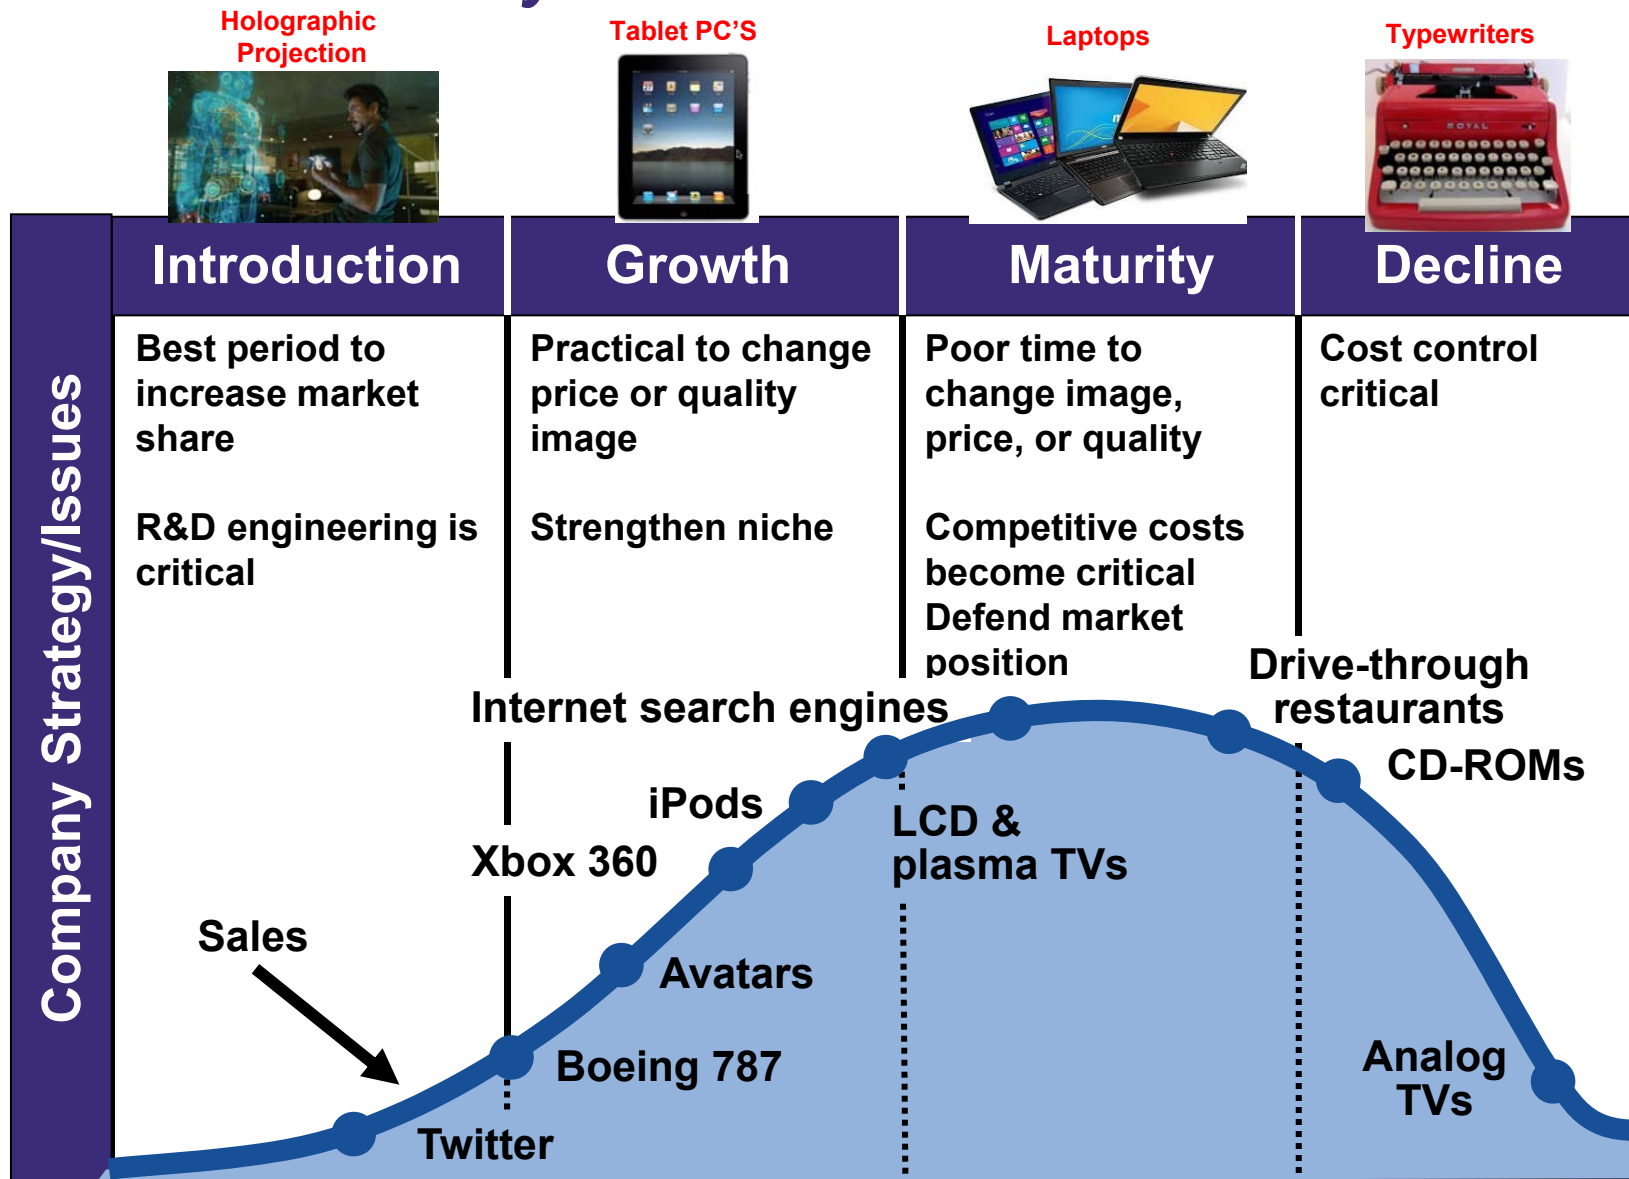 Holographic
Projection
Tablet PC'S
Laptops
Typewriters
ROYAL
Introduction
Growth
Maturity
Decline
Company Strategy/Issues
Best period to
increase market
share
R&D engineering is
critical
Practical to change
price or quality
image
Strengthen niche
Poor time to
change image,
price, or quality
Competitive costs
become critical
Defend market
position
Cost control
critical
Drive-through
restaurants
Internet search engines
CD-ROMs
iPods
LCD &
plasma TVs
Xbox 360
Sales
Avatars
Boeing 787
Analog
TVs
Twitter